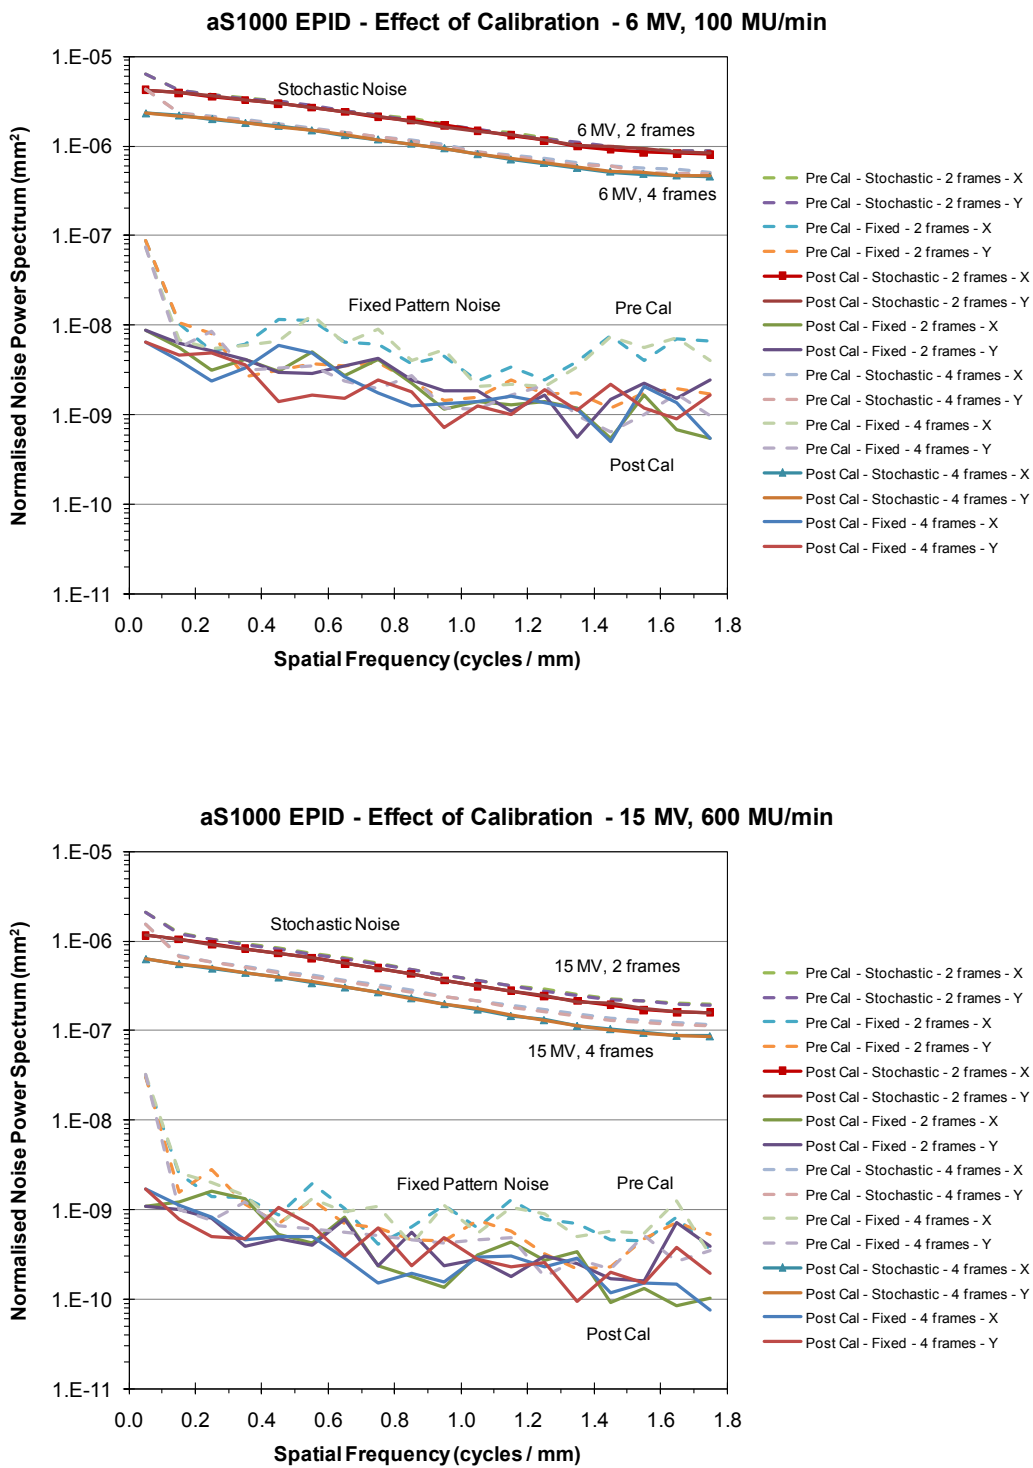 aS1000 EPID - Effect of Calibration - 6 MV, 100 MU/min
Normalised Noise Power Spectrum (mm²)
1.E-05
1.E-06
1.E-07
1.E-08
1.E-09
1.E-10
1.E-11
Stochastic Noise
6 MV, 2 frames
6 MV, 4 frames
Fixed Pattern Noise
Pre Cal
Post Cal
0.0 0.2 0.4 0.6 0.8 1.0 1.2 1.4 1.6 1.8
Spatial Frequency (cycles / mm)
Pre Cal - Stochastic - 2 frames - X
Pre Cal - Stochastic - 2 frames - Y
Pre Cal - Fixed - 2 frames - X
Pre Cal - Fixed - 2 frames - Y
Post Cal - Stochastic - 2 frames - X
Post Cal - Stochastic - 2 frames - Y
Post Cal - Fixed - 2 frames - X
Post Cal - Fixed - 2 frames - Y
Pre Cal - Stochastic - 4 frames - X
Pre Cal - Stochastic - 4 frames - Y
Pre Cal - Fixed - 4 frames - X
Pre Cal - Fixed - 4 frames - Y
Post Cal - Stochastic - 4 frames - X
Post Cal - Stochastic - 4 frames - Y
Post Cal - Fixed - 4 frames - X
Post Cal - Fixed - 4 frames - Y
aS1000 EPID - Effect of Calibration - 15 MV, 600 MU/min
Normalised Noise Power Spectrum (mm²)
1.E-05
1.E-06
1.E-07
1.E-08
1.E-09
1.E-10
1.E-11
Stochastic Noise
15 MV, 2 frames
15 MV, 4 frames
Fixed Pattern Noise
Pre Cal
Post Cal
0.0 0.2 0.4 0.6 0.8 1.0 1.2 1.4 1.6 1.8
Spatial Frequency (cycles / mm)
Pre Cal - Stochastic - 2 frames - X
Pre Cal - Stochastic - 2 frames - Y
Pre Cal - Fixed - 2 frames - X
Pre Cal - Fixed - 2 frames - Y
Post Cal - Stochastic - 2 frames - X
Post Cal - Stochastic - 2 frames - Y
Post Cal - Fixed - 2 frames - X
Post Cal - Fixed - 2 frames - Y
Pre Cal - Stochastic - 4 frames - X
Pre Cal - Stochastic - 4 frames - Y
Pre Cal - Fixed - 4 frames - X
Pre Cal - Fixed - 4 frames - Y
Post Cal - Stochastic - 4 frames - X
Post Cal - Stochastic - 4 frames - Y
Post Cal - Fixed - 4 frames - X
Post Cal - Fixed - 4 frames - Y